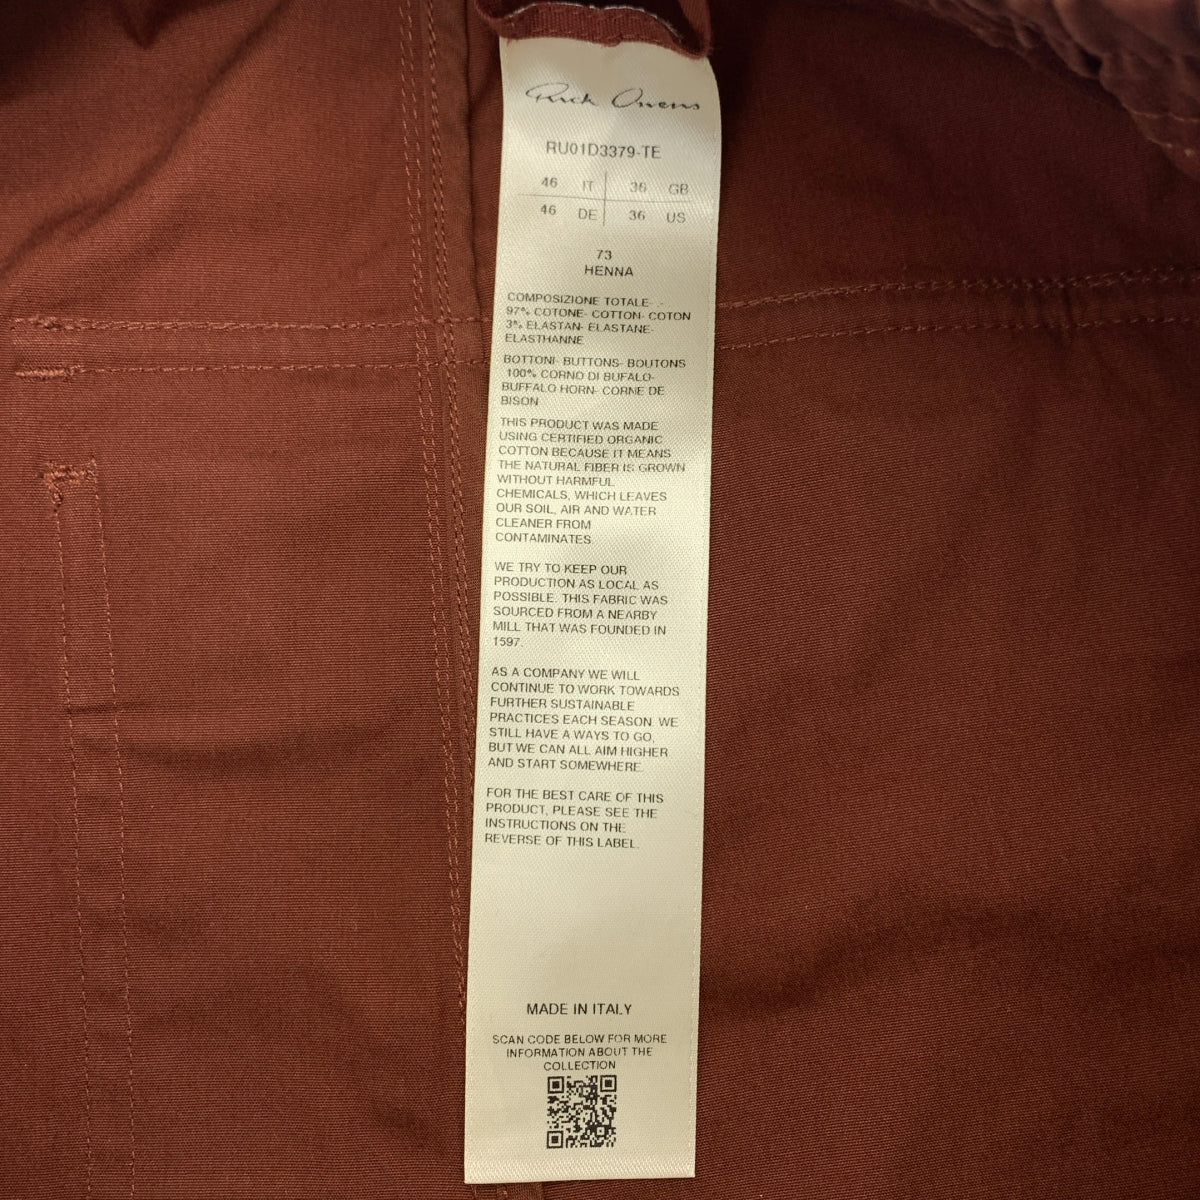 Rick Owens
RU01D3379-TE
46 IT 36 GB
46 DE 36 US
73
HENNA
COMPOSIZIONE TOTALE- .-
97% COTONE- COTTON- COTON
3% ELASTAN- ELASTANE-
ELASTHANNE
BOTTONI- BUTTONS- BOUTONS
100% CORNO DI BUFALO-
BUFFALO HORN- CORNE DE
BISON
THIS PRODUCT WAS MADE
USING CERTIFIED ORGANIC
COTTON BECAUSE IT MEANS
THE NATURAL FIBER IS GROWN
WITHOUT HARMFUL
CHEMICALS, WHICH LEAVES
OUR SOIL, AIR AND WATER
CLEANER FROM
CONTAMINATES.
WE TRY TO KEEP OUR
PRODUCTION AS LOCAL AS
POSSIBLE. THIS FABRIC WAS
SOURCED FROM A NEARBY
MILL THAT WAS FOUNDED IN
1597.
AS A COMPANY WE WILL
CONTINUE TO WORK TOWARDS
FURTHER SUSTAINABLE
PRACTICES EACH SEASON. WE
STILL HAVE A WAYS TO GO,
BUT WE CAN ALL AIM HIGHER
AND START SOMEWHERE.
FOR THE BEST CARE OF THIS
PRODUCT, PLEASE SEE THE
INSTRUCTIONS ON THE
REVERSE OF THIS LABEL.
MADE IN ITALY
SCAN CODE BELOW FOR MORE
INFORMATION ABOUT THE
COLLECTION